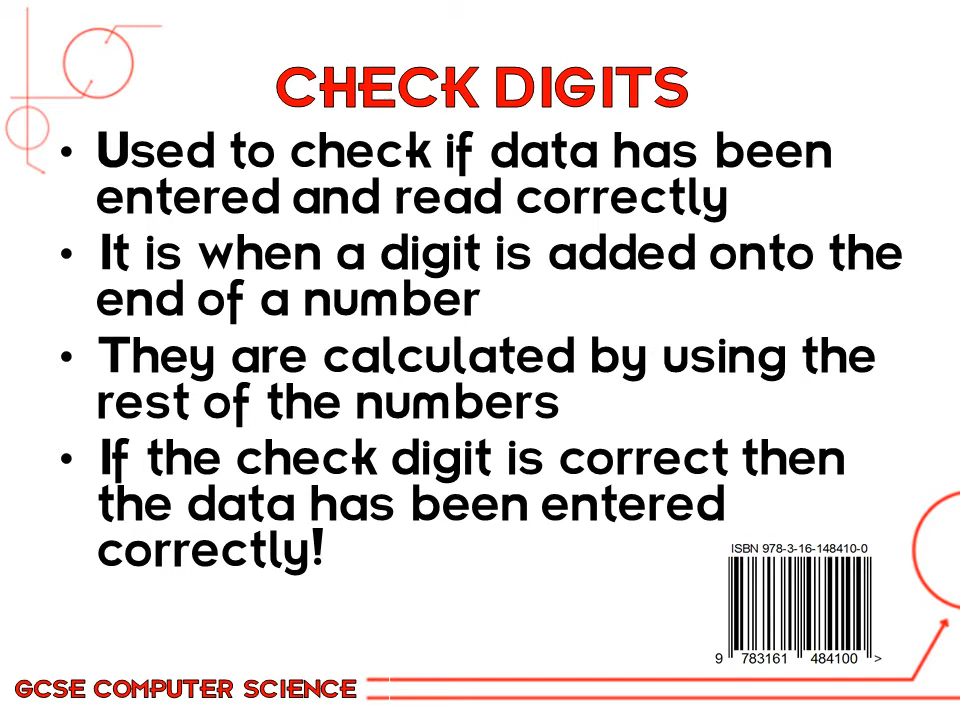 CHECK DIGITS
• Used to check if data has been
entered and read correctly
• It is when a digit is added onto the
end of a number
• They are calculated by using the
rest of the numbers
• If the check digit is correct then
the data has been entered
correctly!
ISBN 978-3-16-148410-0
9 783161 484100 >
GCSE COMPUTER SCIENCE